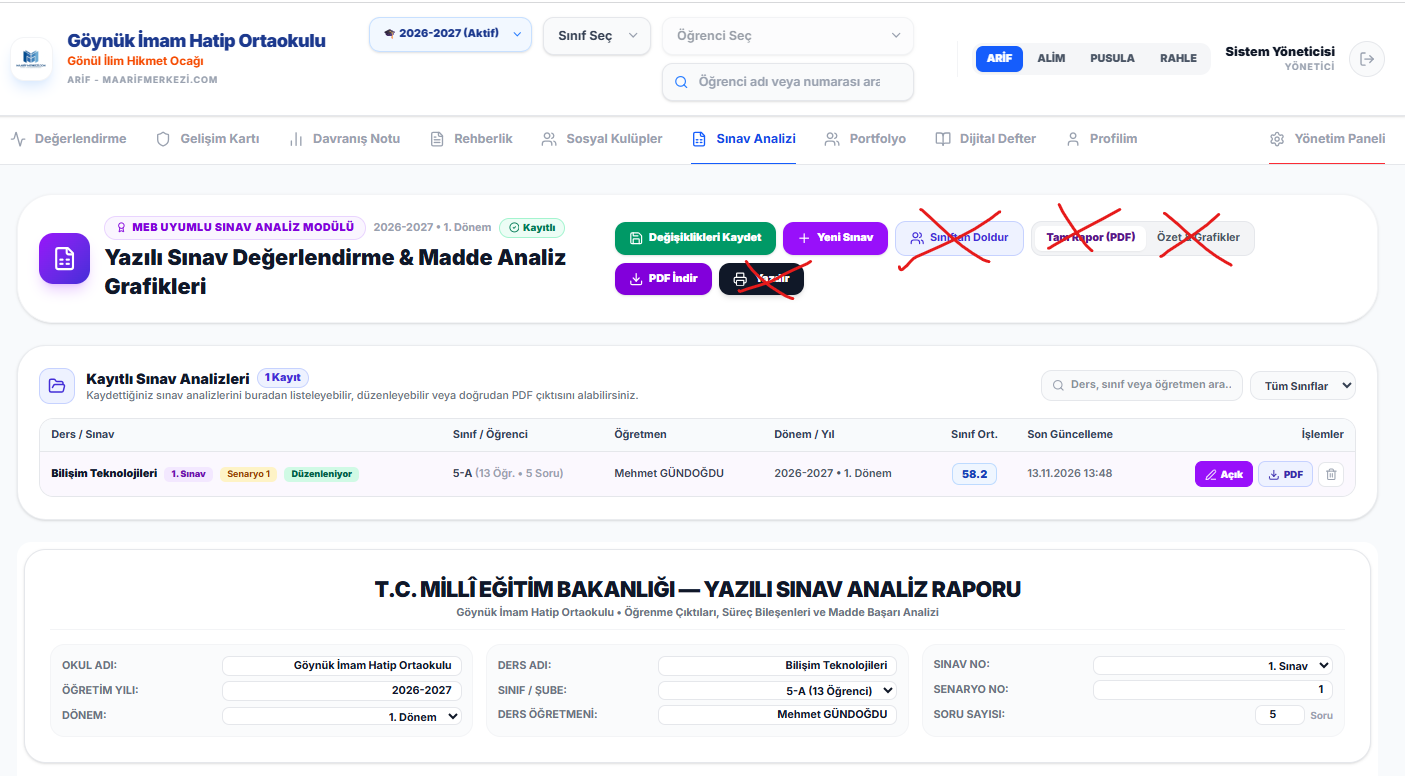 Göynük İmam Hatip Ortaokulu
Gönül İlim Hikmet Ocağı
ARİF - MAARIFMERKEZI.COM
2026-2027 (Aktif)
Sınıf Seç
Öğrenci Seç
Öğrenci adı veya numarası ara
ARİF
ALİM
PUSULA
RAHLE
Sistem Yöneticisi
YÖNETİCİ
Değerlendirme
Gelişim Kartı
Davranış Notu
Rehberlik
Sosyal Kulüpler
Sınav Analizi
Portfolyo
Dijital Defter
Profilim
Yönetim Paneli
MEB UYUMLU SINAV ANALİZ MODÜLÜ
2026-2027 • 1. Dönem
Kayıtlı
Yazılı Sınav Değerlendirme & Madde Analiz
Grafikleri
Değişiklikleri Kaydet
Yeni Sınav
Sınıftan Doldur
Tam Rapor (PDF)
Özet & Grafikler
PDF İndir
Yazdır
Kayıtlı Sınav Analizleri
1 Kayıt
Kaydettiğiniz sınav analizlerini buradan listeleyebilir, düzenleyebilir veya doğrudan PDF çıktısını alabilirsiniz.
Ders, sınıf veya öğretmen ara..
Tüm Sınıflar
Ders / Sınav
Sınıf / Öğrenci
Öğretmen
Dönem / Yıl
Sınıf Ort.
Son Güncelleme
İşlemler
Bilişim Teknolojileri
1. Sınav
Senaryo 1
Düzenleniyor
5-A (13 Öğr. • 5 Soru)
Mehmet GÜNDOĞDU
2026-2027 • 1. Dönem
58.2
13.11.2026 13:48
Açık
PDF
T.C. MİLLÎ EĞİTİM BAKANLIĞI — YAZILI SINAV ANALİZ RAPORU
Göynük İmam Hatip Ortaokulu • Öğrenme Çıktıları, Süreç Bileşenleri ve Madde Başarı Analizi
OKUL ADI:
Göynük İmam Hatip Ortaokulu
ÖĞRETİM YILI:
2026-2027
DÖNEM:
1. Dönem
DERS ADI:
Bilişim Teknolojileri
SINIF / ŞUBE:
5-A (13 Öğrenci)
DERS ÖĞRETMENİ:
Mehmet GÜNDOĞDU
SINAV NO:
1. Sınav
SENARYO NO:
1
SORU SAYISI:
5
Soru